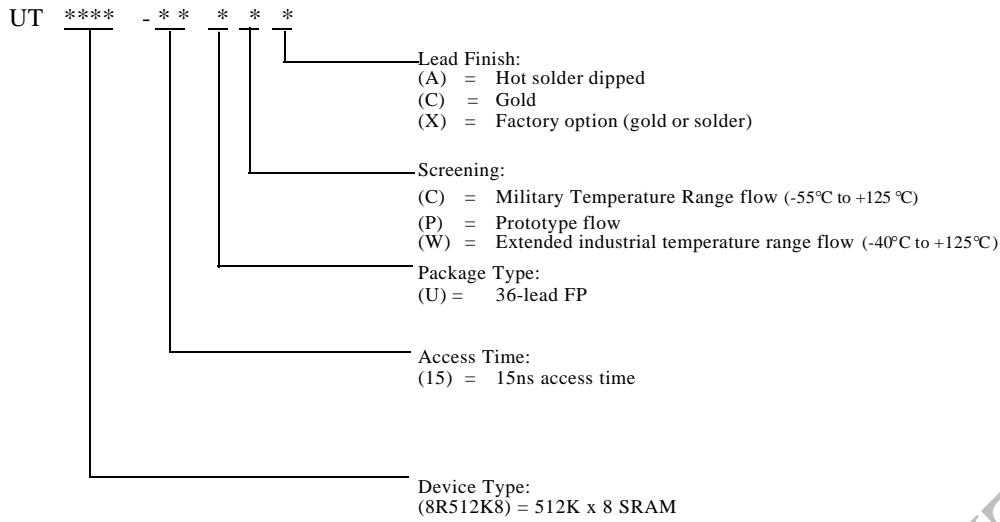 UT **** - * * * * *
Lead Finish:
(A) = Hot solder dipped
(C) = Gold
(X) = Factory option (gold or solder)
Screening:
(C) = Military Temperature Range flow (-55°C to +125 °C)
(P) = Prototype flow
(W) = Extended industrial temperature range flow (-40°C to +125°C)
Package Type:
(U) = 36-lead FP
Access Time:
(15) = 15ns access time
Device Type:
(8R512K8) = 512K x 8 SRAM